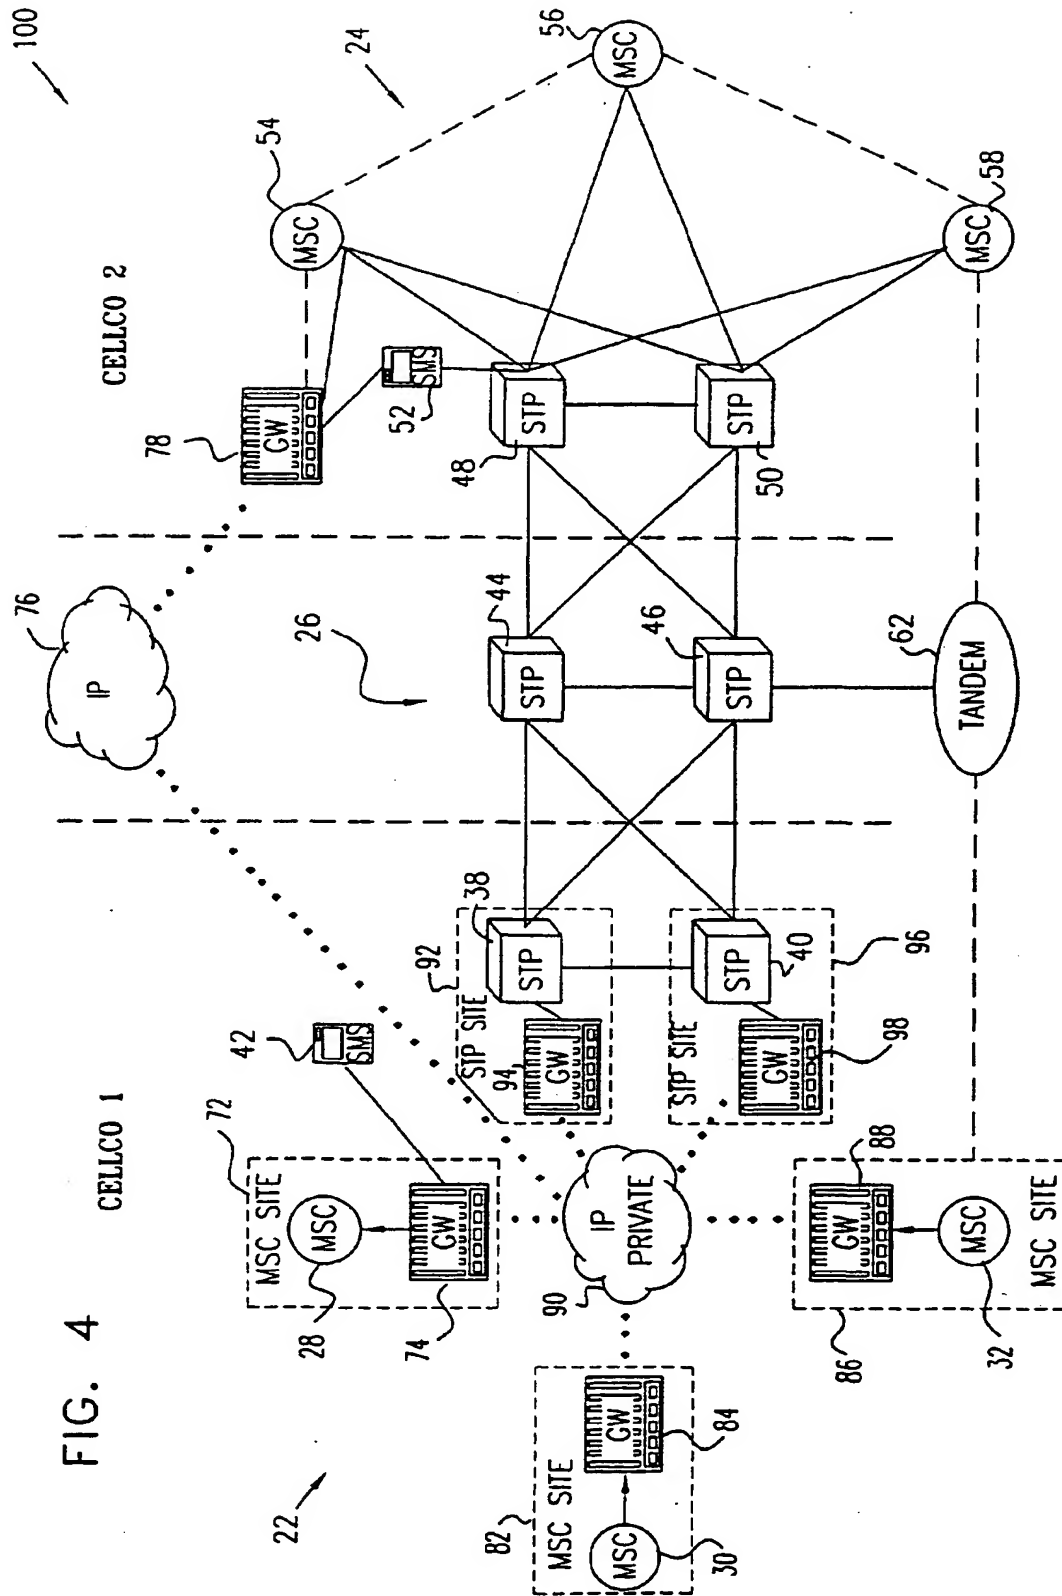 FIG. 4
100
CELLCO 1
CELLCO 2
22
26
24
76
IP
78
GW
54
MSC
56
MSC
58
MSC
52
SMS
48
STP
50
STP
44
STP
46
STP
62
TANDEM
72
MSC SITE
28
MSC
74
GW
42
SMS
92
STP SITE
38
STP
94
GW
96
STP SITE
40
STP
98
GW
90
IP
PRIVATE
82
MSC SITE
30
MSC
84
GW
86
MSC SITE
88
GW
32
MSC